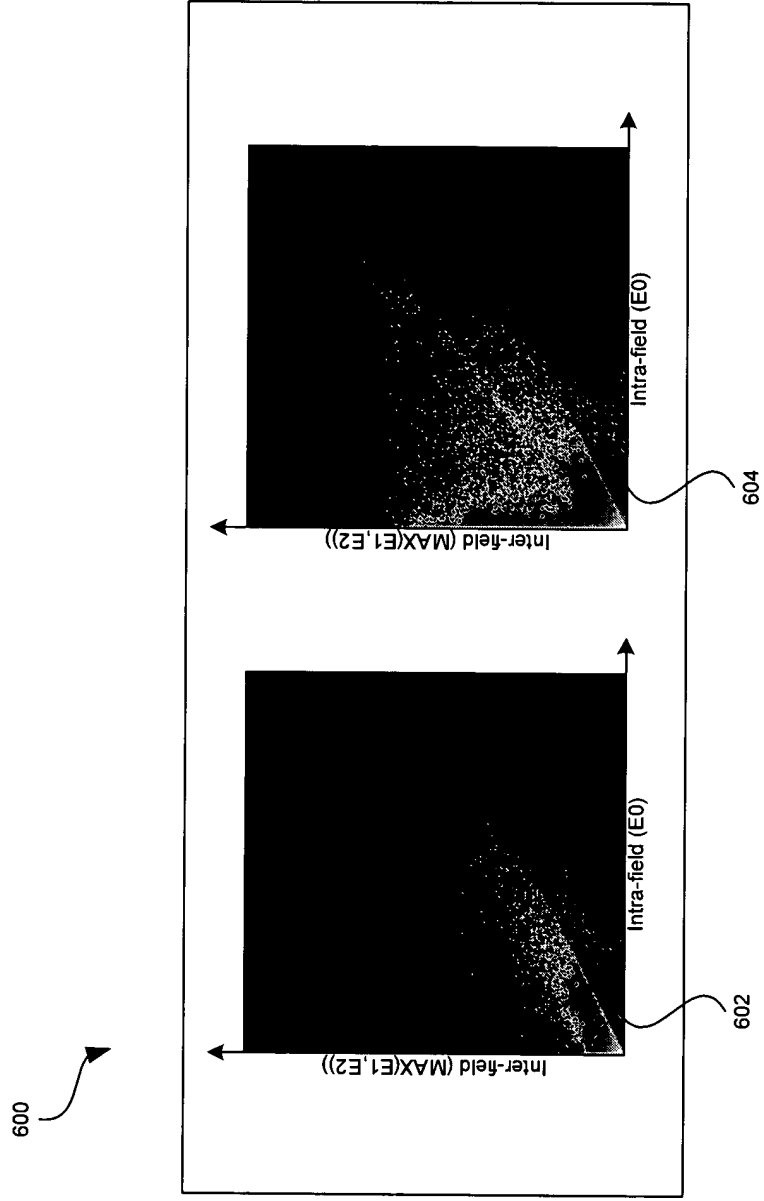 600
Inter-field (MAX(E1,E2))
Intra-field (E0)
602
Inter-field (MAX(E1,E2))
Intra-field (E0)
604